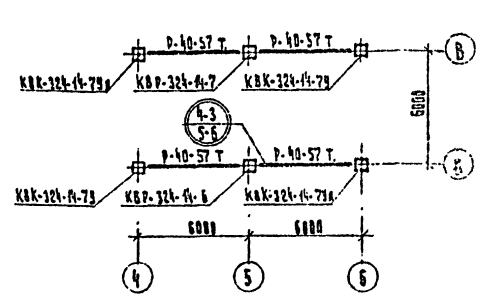 Р-40-57 Т. Р-40-57 Т
В
КВК-324-14-79л КВР-324-14-7 КВК-324-14-79
6000
4-3
5-6
Р-40-57 Т Р-40-57 Т.
КВК-324-14-79 КВР-324-14-6 КВК-324-14-79л
6000 6000
4 5 6